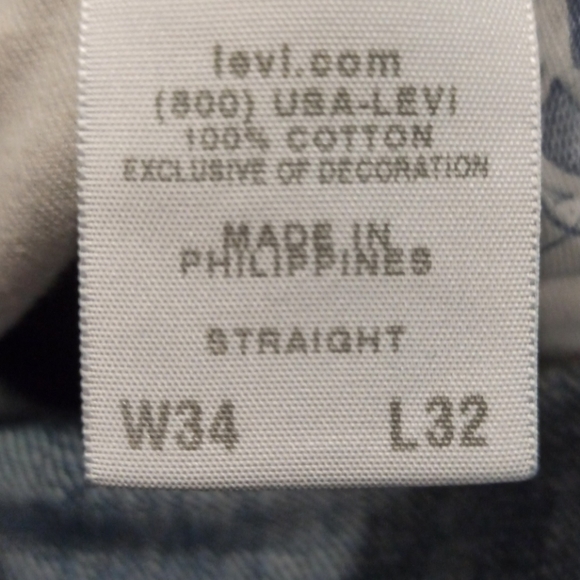 levi.com
(800) USA-LEVI
100% COTTON
EXCLUSIVE OF DECORATION
MADE IN
PHILIPPINES
STRAIGHT
W34 L32